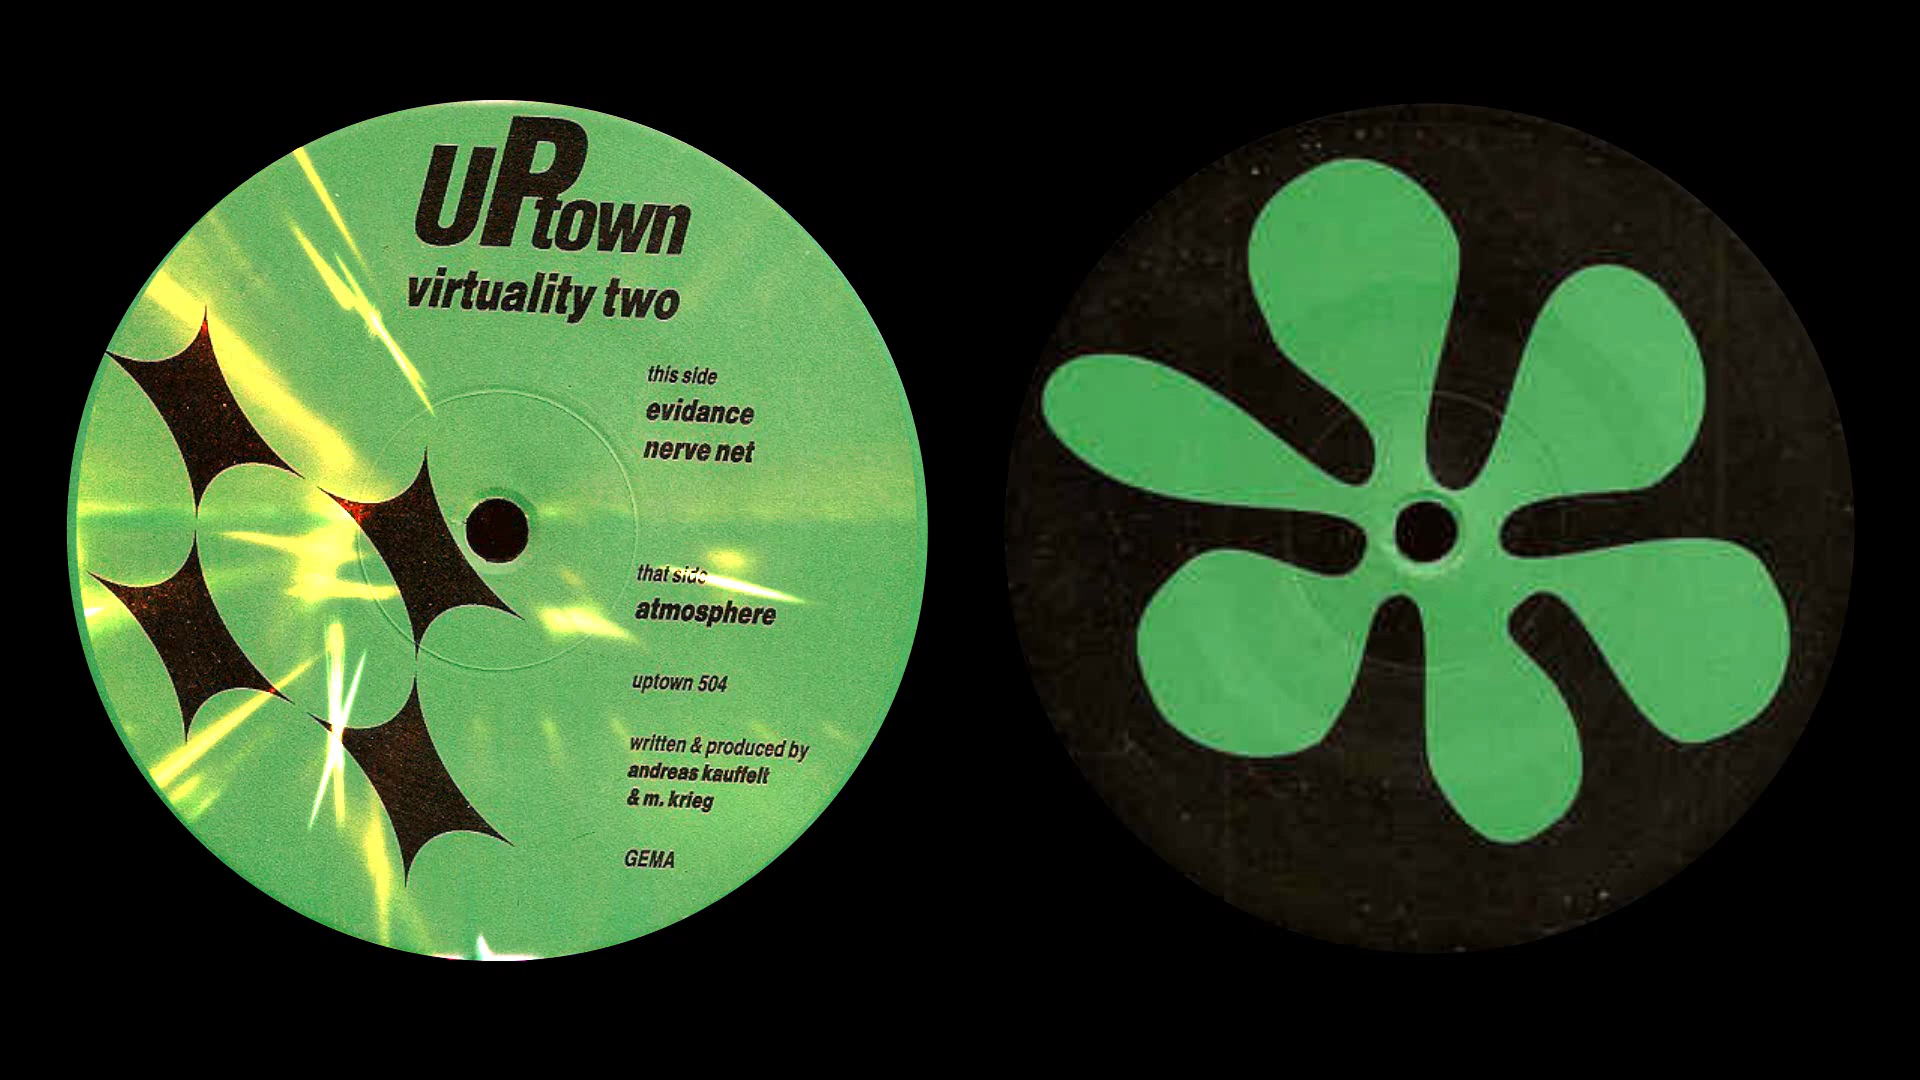 UPtown
virtuality two
this side
evidance
nerve net
that side
atmosphere
uptown 504
written & produced by
andreas kauffelt
& m. krieg
GEMA